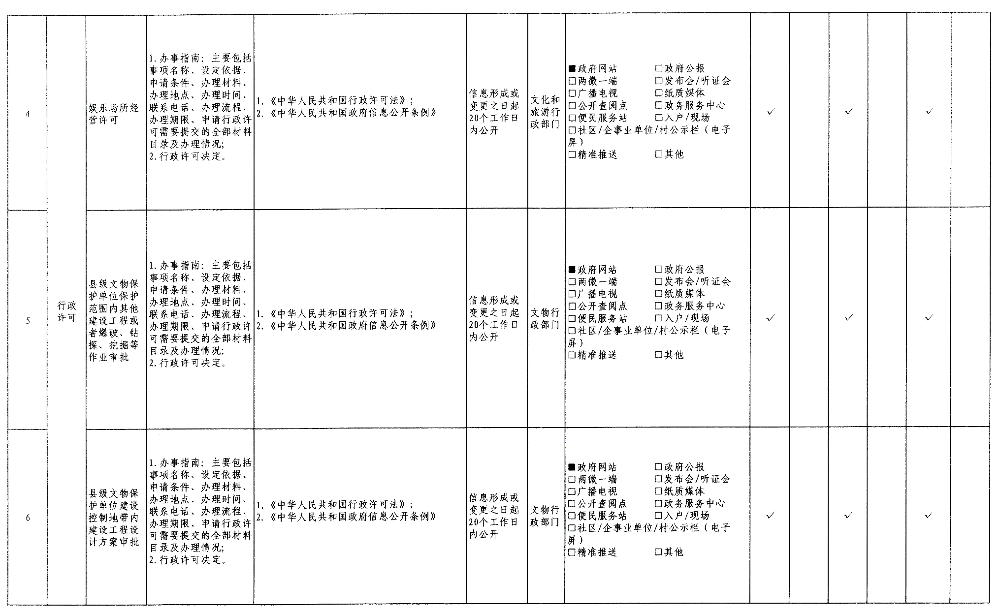 4
行政
许可
娱乐场所经
营许可
1.办事指南：主要包括
事项名称、设定依据、
申请条件、办理材料、
办理地点、办理时间、
联系电话、办理流程、
办理期限、申请行政许
可需要提交的全部材料
目录及办理情况；
2.行政许可决定。
1.《中华人民共和国行政许可法》；
2.《中华人民共和国政府信息公开条例》
信息形成或
变更之日起
20个工作日
内公开
文化和
旅游行
政部门
■政府网站 □政府公报
□两微一端 □发布会/听证会
□广播电视 □纸质媒体
□公开查阅点 □政务服务中心
□便民服务站 □入户/现场
□社区/企事业单位/村公示栏（电子
屏）
□精准推送 □其他
✓ ✓ ✓
5
县级文物保
护单位保护
范围内其他
建设工程或
者爆破、钻
探、挖掘等
作业审批
1.办事指南：主要包括
事项名称、设定依据、
申请条件、办理材料、
办理地点、办理时间、
联系电话、办理流程、
办理期限、申请行政许
可需要提交的全部材料
目录及办理情况；
2.行政许可决定。
1.《中华人民共和国行政许可法》；
2.《中华人民共和国政府信息公开条例》
信息形成或
变更之日起
20个工作日
内公开
文物行
政部门
■政府网站 □政府公报
□两微一端 □发布会/听证会
□广播电视 □纸质媒体
□公开查阅点 □政务服务中心
□便民服务站 □入户/现场
□社区/企事业单位/村公示栏（电子
屏）
□精准推送 □其他
✓ ✓ ✓
6
县级文物保
护单位建设
控制地带内
建设工程设
计方案审批
1.办事指南：主要包括
事项名称、设定依据、
申请条件、办理材料、
办理地点、办理时间、
联系电话、办理流程、
办理期限、申请行政许
可需要提交的全部材料
目录及办理情况；
2.行政许可决定。
1.《中华人民共和国行政许可法》；
2.《中华人民共和国政府信息公开条例》
信息形成或
变更之日起
20个工作日
内公开
文物行
政部门
■政府网站 □政府公报
□两微一端 □发布会/听证会
□广播电视 □纸质媒体
□公开查阅点 □政务服务中心
□便民服务站 □入户/现场
□社区/企事业单位/村公示栏（电子
屏）
□精准推送 □其他
✓ ✓ ✓